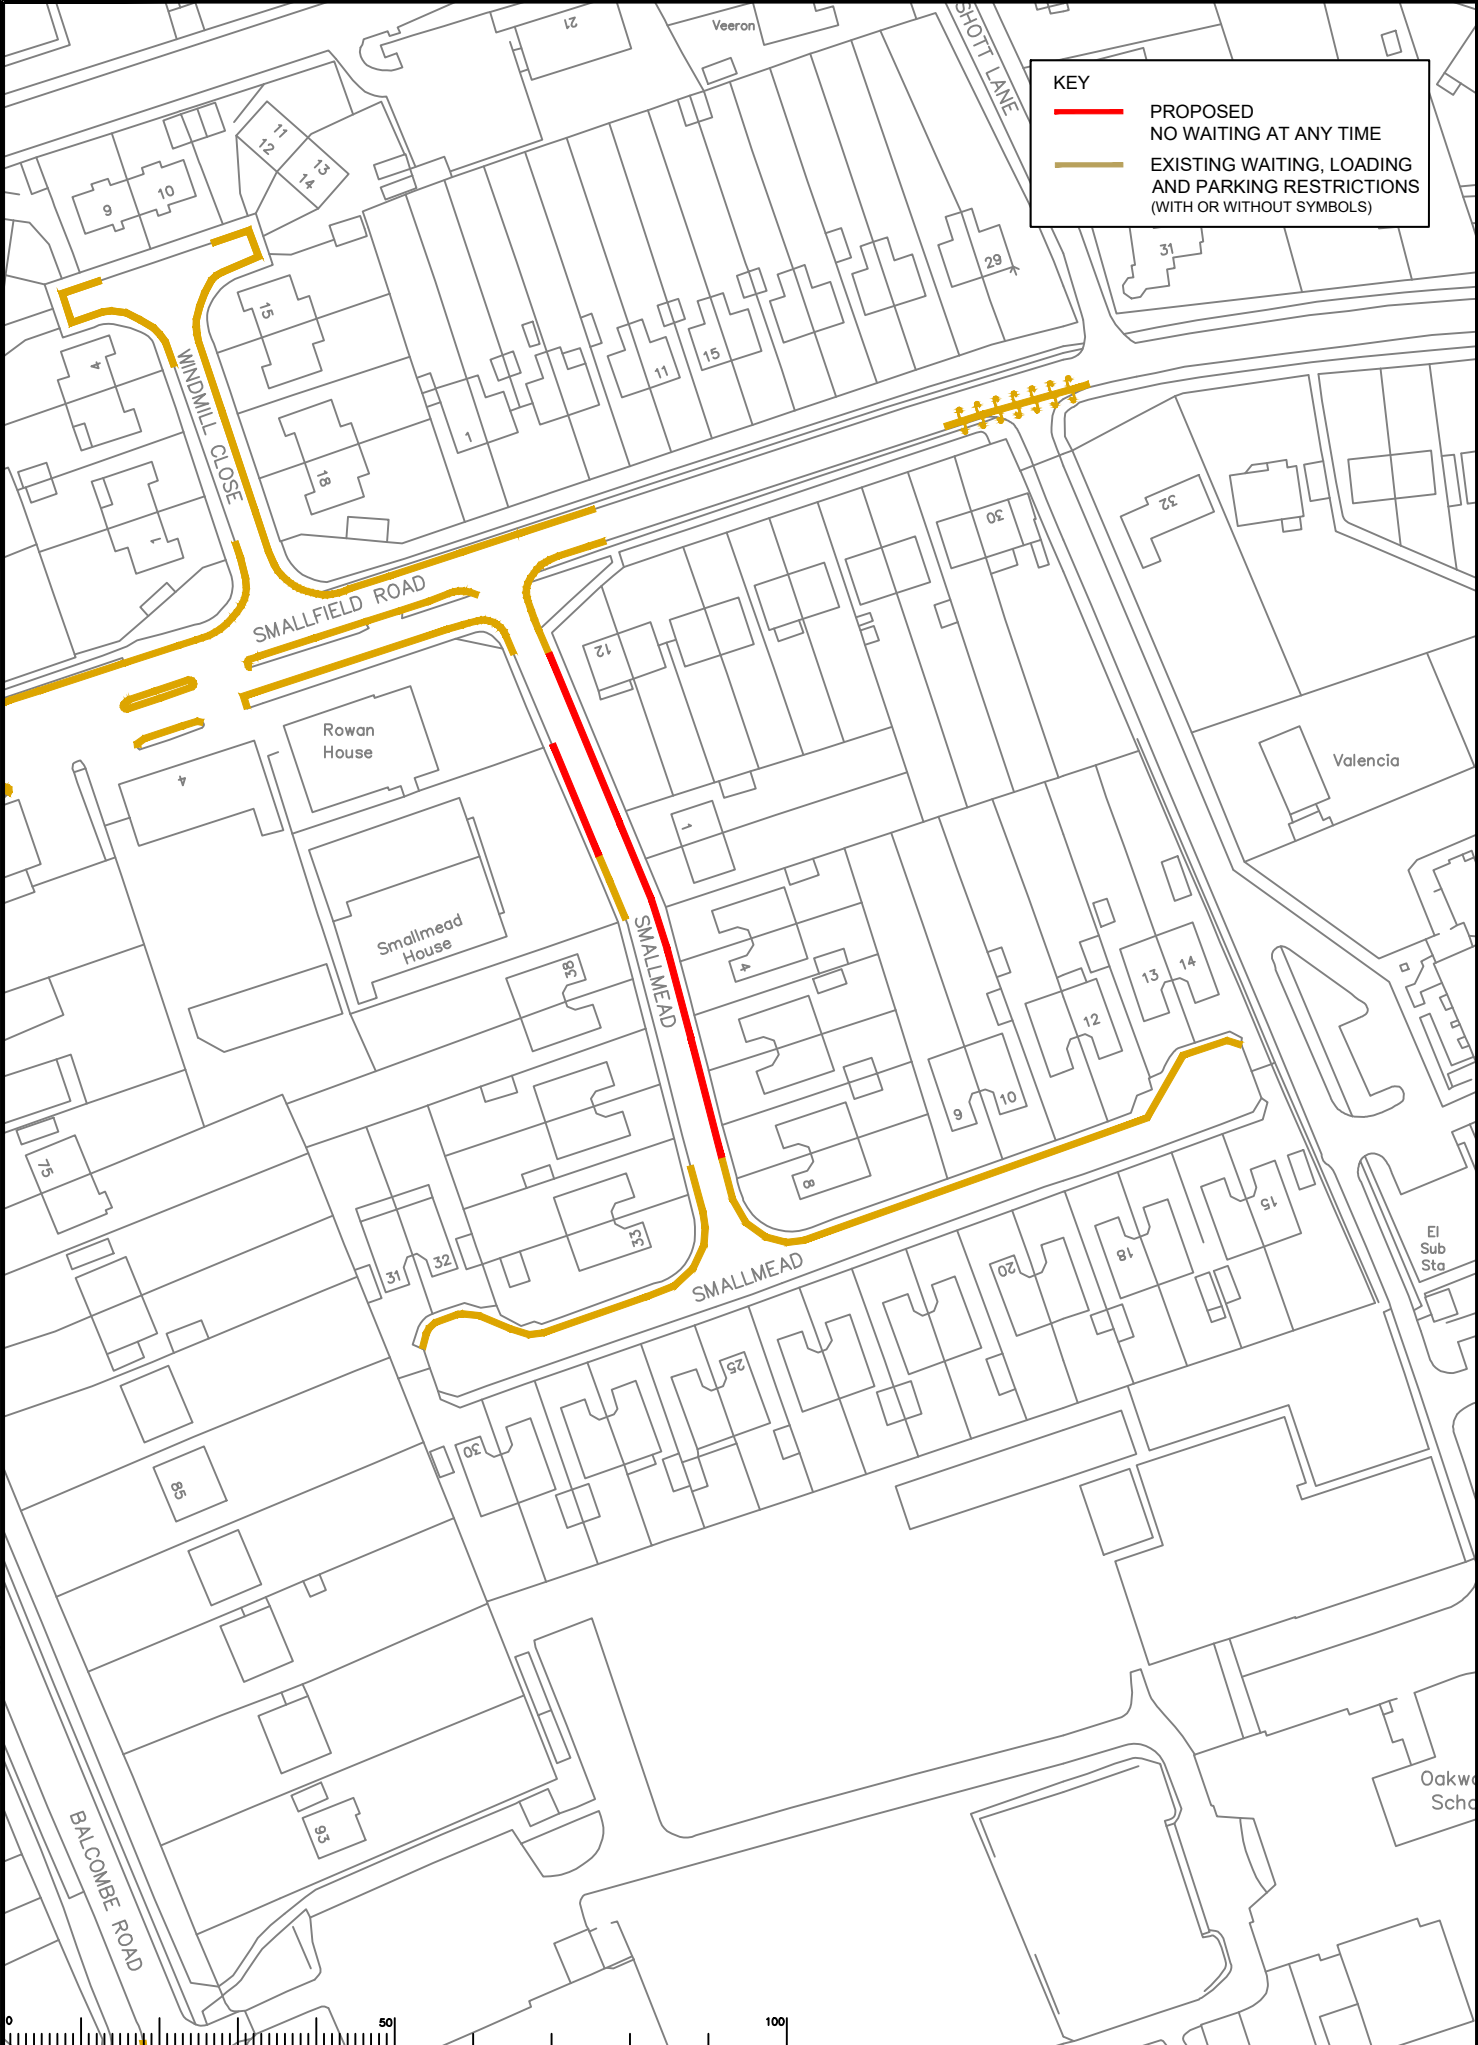 21
Veeron
SHOTT LANE
KEY
PROPOSED
NO WAITING AT ANY TIME
EXISTING WAITING, LOADING
AND PARKING RESTRICTIONS
(WITH OR WITHOUT SYMBOLS)
11
12
13
14
9
10
31
29
15
4
WINDMILL CLOSE
1
11
15
18
1
30
32
SMALLFIELD ROAD
12
Rowan
House
Valencia
4
1
Smallmead
House
SMALLMEAD
38
4
13
14
12
9
10
8
75
31
32
33
15
18
20
El
Sub
Sta
SMALLMEAD
25
30
85
93
BALCOMBE ROAD
Oakw
Scho
0
50
100